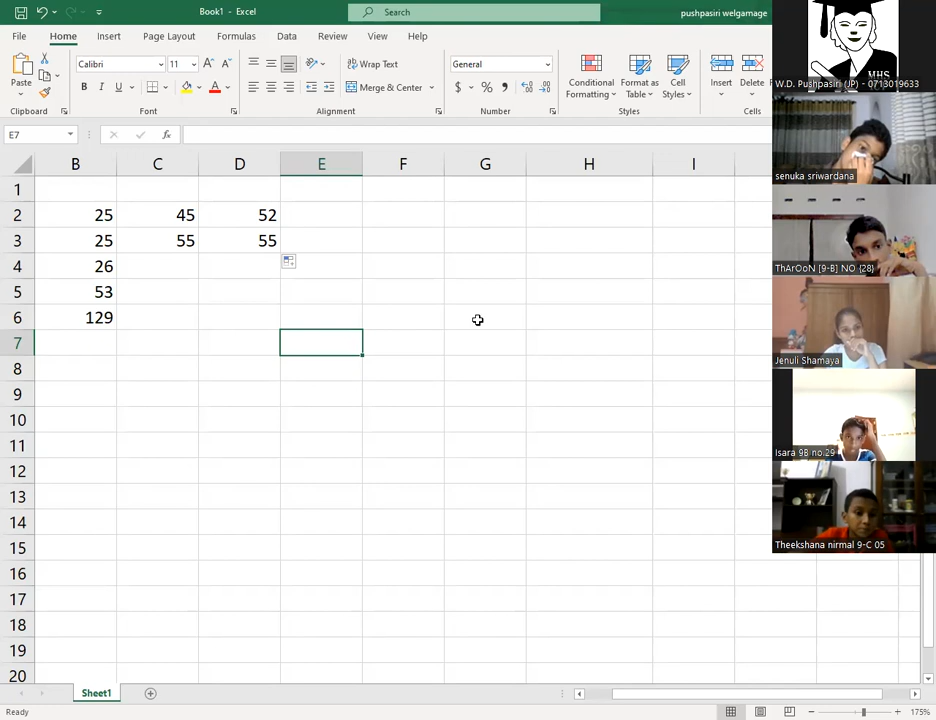 Book1 - Excel
Search
pushpasiri welgamage
File Home Insert Page Layout Formulas Data Review View Help
Paste
Calibri 11
B I U
Wrap Text
Merge & Center
General
$ % ,
Conditional Formatting
Format as Table
Cell Styles
Insert
Delete
Clipboard Font Alignment Number Styles Cells
E7
fx
B C D E F G H I
1
2 25 45 52
3 25 55 55
4 26
5 53
6 129
7
8
9
10
11
12
13
14
15
16
17
18
19
20
Sheet1
Ready
175%
MHS
W.D. Pushpasiri (JP) - 0713019633
senuka sriwardana
ThArOoN [9-B] NO {28}
Jenuli Shamaya
Isara 9B no.29
Theekshana nirmal 9-C 05